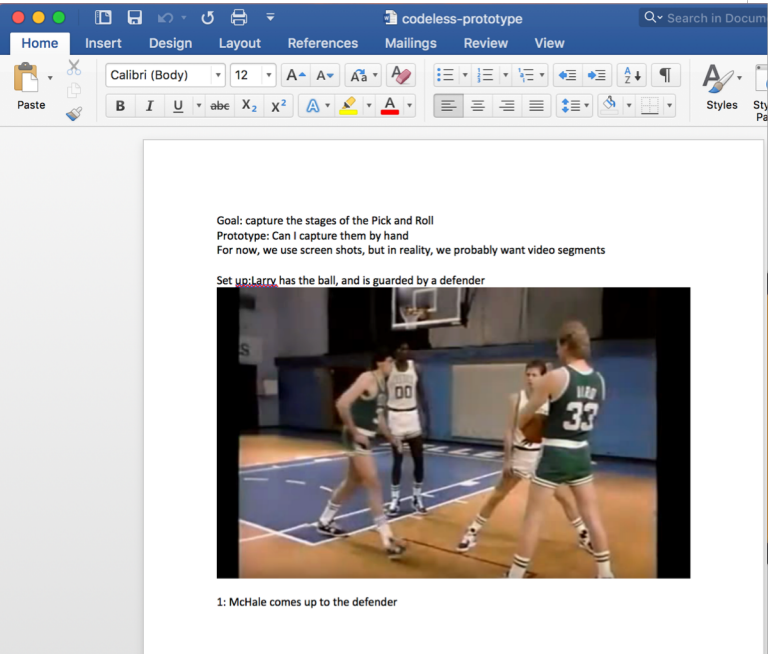 codeless-prototype
Search in Docum
Home Insert Design Layout References Mailings Review View
Paste
Calibri (Body) 12
Styles
Sty
Pa
Goal: capture the stages of the Pick and Roll
Prototype: Can I capture them by hand
For now, we use screen shots, but in reality, we probably want video segments
Set up:Larry has the ball, and is guarded by a defender
00
BIRD
33
1: McHale comes up to the defender